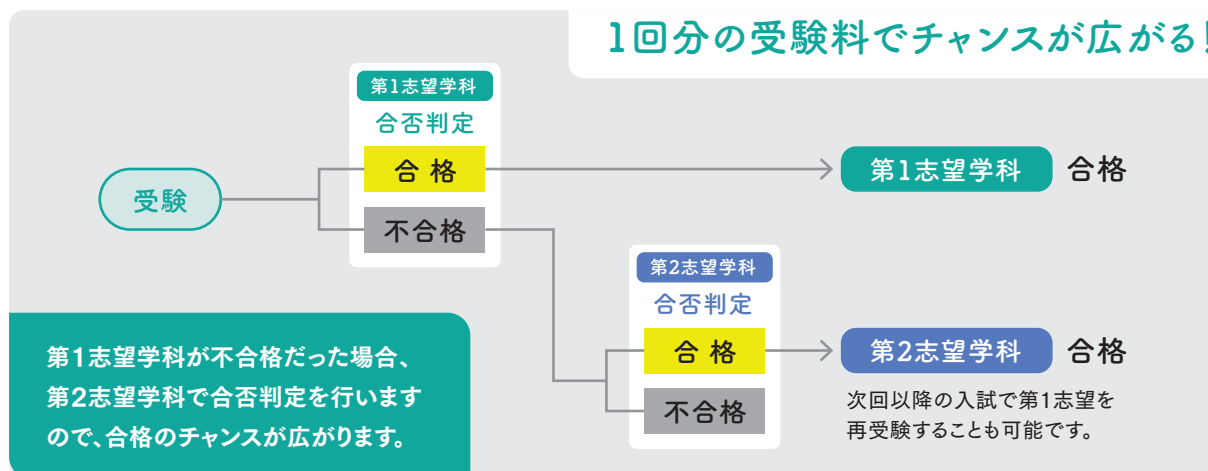 1回分の受験料でチャンスが広がる!
第1志望学科
合否判定
合格
不合格
受験
第1志望学科 合格
第2志望学科
合否判定
合格
不合格
第2志望学科 合格
次回以降の入試で第1志望を
再受験することも可能です。
第1志望学科が不合格だった場合、
第2志望学科で合否判定を行います
ので、合格のチャンスが広がります。